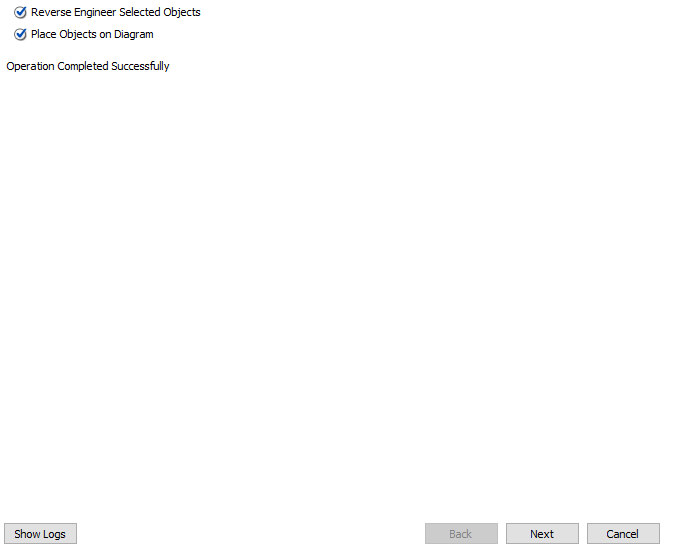 Reverse Engineer Selected Objects
Place Objects on Diagram
Operation Completed Successfully
Show Logs
Back
Next
Cancel